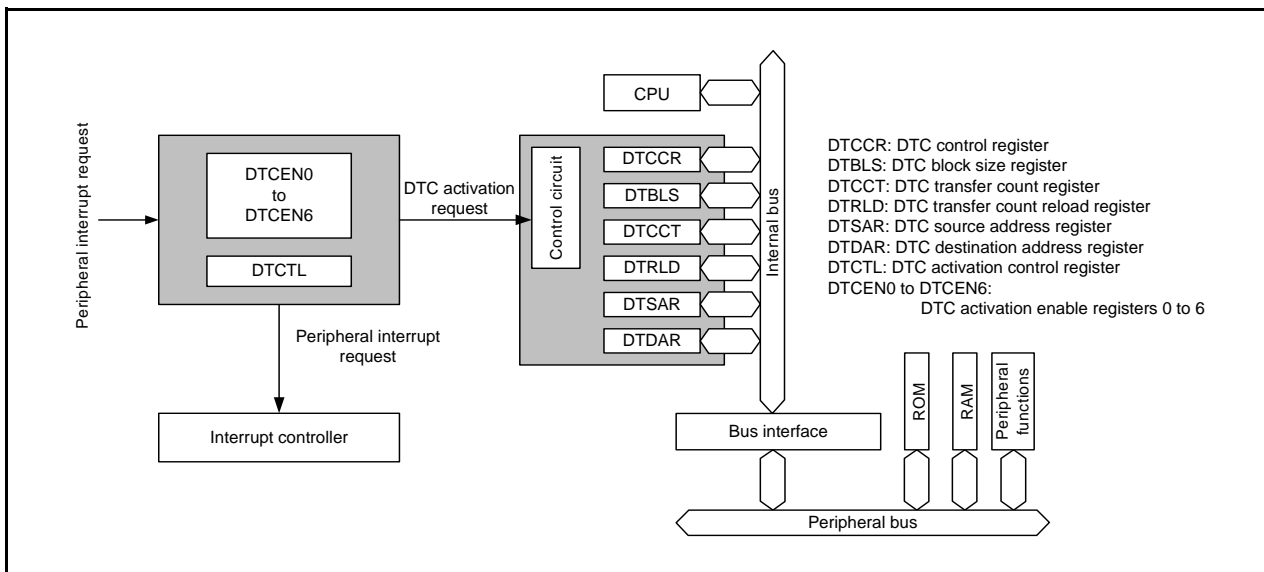 Peripheral interrupt request
DTCEN0
to
DTCEN6
DTCTL
DTC activation
request
Peripheral interrupt
request
Interrupt controller
CPU
Control circuit
DTCCR
DTBLS
DTCCT
DTRLD
DTSAR
DTDAR
Internal bus
DTCCR: DTC control register
DTBLS: DTC block size register
DTCCT: DTC transfer count register
DTRLD: DTC transfer count reload register
DTSAR: DTC source address register
DTDAR: DTC destination address register
DTCTL: DTC activation control register
DTCEN0 to DTCEN6:
DTC activation enable registers 0 to 6
Bus interface
ROM
RAM
Peripheral
functions
Peripheral bus